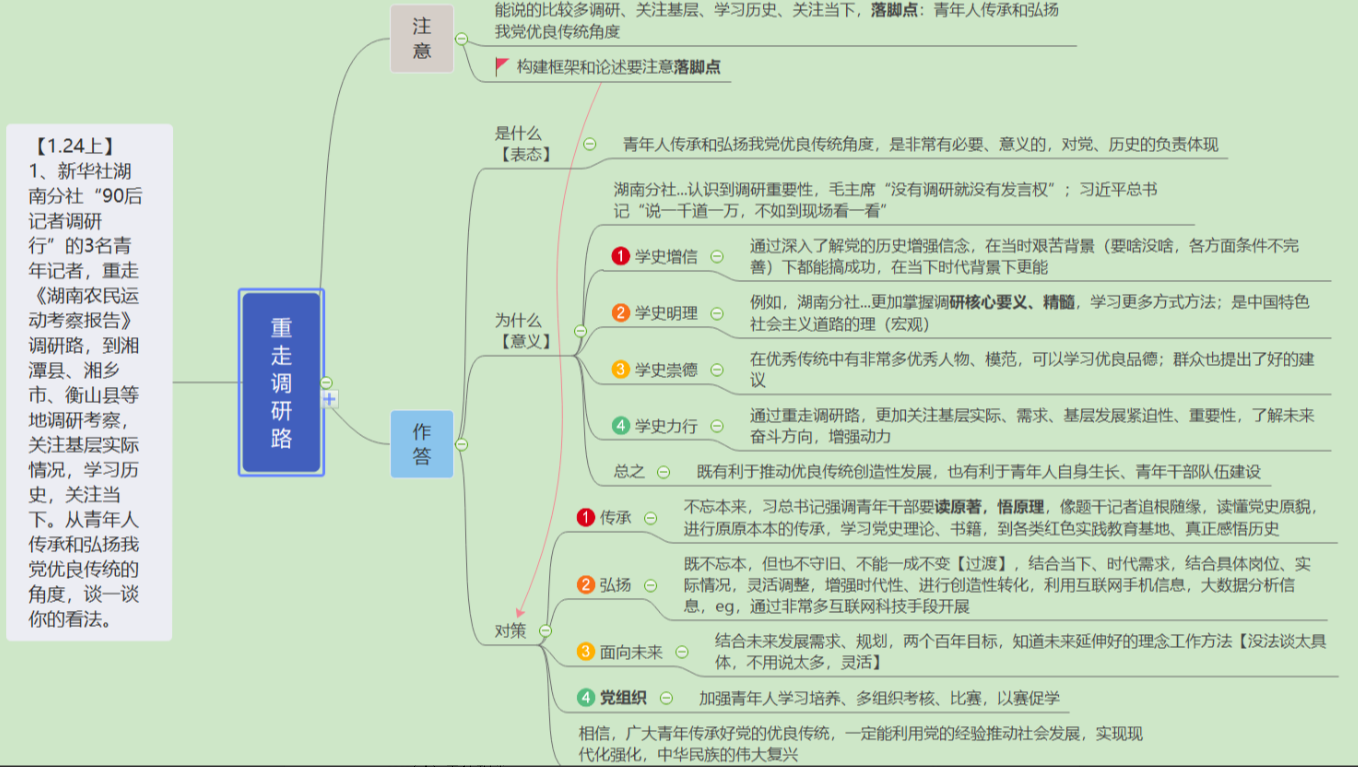 【1.24上】
1、新华社湖
南分社“90后
记者调研
行”的3名青
年记者，重走
《湖南农民运
动考察报告》
调研路，到湘
潭县、湘乡
市、衡山县等
地调研考察，
关注基层实际
情况，学习历
史，关注当
下。从青年人
传承和弘扬我
党优良传统的
角度，谈一谈
你的看法。
重
走
调
研
路
注
意
能说的比较多调研、关注基层、学习历史、关注当下，落脚点：青年人传承和弘扬
我党优良传统角度
构建框架和论述要注意落脚点
作
答
是什么
【表态】
青年人传承和弘扬我党优良传统角度，是非常有必要、意义的，对党、历史的负责体现
为什么
【意义】
湖南分社...认识到调研重要性，毛主席“没有调研就没有发言权”；习近平总书
记“说一千道一万，不如到现场看一看”
1 学史增信
通过深入了解党的历史增强信念，在当时艰苦背景（要啥没啥，各方面条件不完
善）下都能搞成功，在当下时代背景下更能
2 学史明理
例如，湖南分社...更加掌握调研核心要义、精髓，学习更多方式方法；是中国特色
社会主义道路的理（宏观）
3 学史崇德
在优秀传统中有非常多优秀人物、模范，可以学习优良品德；群众也提出了好的建
议
4 学史力行
通过重走调研路，更加关注基层实际、需求、基层发展紧迫性、重要性，了解未来
奋斗方向，增强动力
总之
既有利于推动优良传统创造性发展，也有利于青年人自身生长、青年干部队伍建设
对策
1 传承
不忘本来，习总书记强调青年干部要读原著，悟原理，像题干记者追根随缘，读懂党史原貌，
进行原原本本的传承，学习党史理论、书籍，到各类红色实践教育基地、真正感悟历史
2 弘扬
既不忘本，但也不守旧、不能一成不变【过渡】，结合当下、时代需求，结合具体岗位、实
际情况，灵活调整，增强时代性、进行创造性转化，利用互联网手机信息，大数据分析信
息，eg，通过非常多互联网科技手段开展
3 面向未来
结合未来发展需求、规划，两个百年目标，知道未来延伸好的理念工作方法【没法谈太具
体，不用说太多，灵活】
4 党组织
加强青年人学习培养、多组织考核、比赛，以赛促学
相信，广大青年传承好党的优良传统，一定能利用党的经验推动社会发展，实现现
代化强化，中华民族的伟大复兴